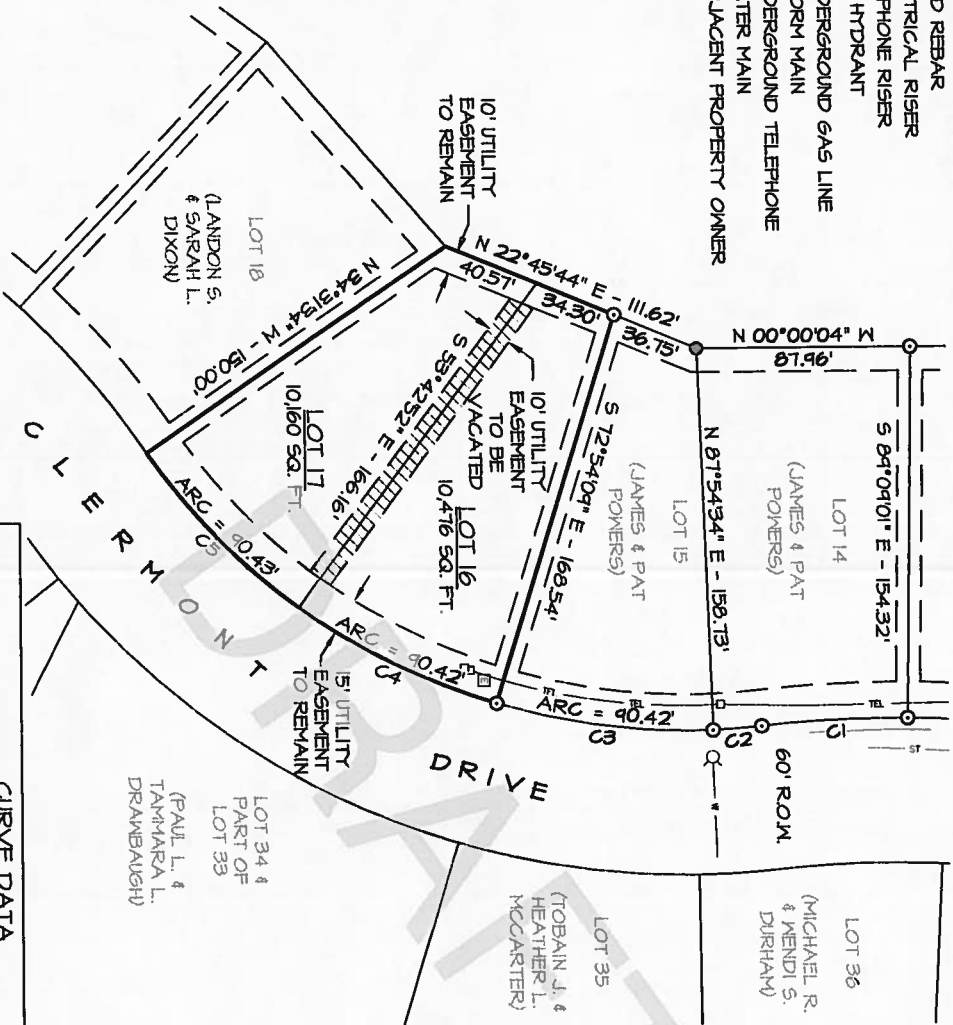 D REBAR
TRICAL RISER
PHONE RISER
HYDRANT
DERGROUND GAS LINE
ORM MAIN
DERGROUND TELEPHONE
TER MAIN
JACENT PROPERTY OWNER
10' UTILITY
EASEMENT
TO REMAIN
N 22°45'44" E - 111.62'
40.57'
34.30'
36.75'
N 00°00'04" W
87.96'
S 89°09'01" E - 154.32'
LOT 14
(JAMES & PAT
POWERS)
N 87°54'34" E - 158.73'
LOT 15
(JAMES & PAT
POWERS)
S 72°54'09" E - 168.54'
10' UTILITY
EASEMENT
TO BE
VACATED
LOT 16
10,476 SQ. FT.
S 53°42'52" E - 166.16'
LOT 17
10,160 SQ. FT.
N 34°31'34" W - 150.00'
LOT 18
(LANDON S.
& SARAH L.
DIXON)
ARC = 90.43'
C5
ARC = 90.42'
C4
ARC = 90.42'
C3
C2
C1
E
TEL
TEL
TEL
ST
W
60' R.O.W.
15' UTILITY
EASEMENT
TO REMAIN
CLERMONT
DRIVE
LOT 36
(MICHAEL R.
& WENDI S.
DURHAM)
LOT 35
(TOBAIN J. &
HEATHER L.
MCCARTER)
LOT 34 &
PART OF
LOT 33
(PAUL L. &
TAMMARA L.
DRAWBAUGH)
CURVE DATA
DRAFT